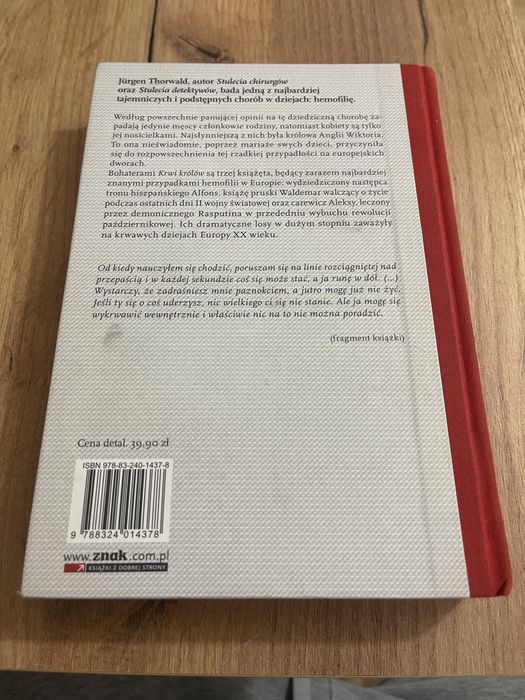 Jürgen Thorwald, autor Stulecia chirurgów
oraz Stulecia detektywów, bada jedną z najbardziej
tajemniczych i podstępnych chorób w dziejach: hemofilię.
Według powszechnie panującej opinii na tę dziedziczną chorobę za-
padają jedynie męscy członkowie rodziny, natomiast kobiety są tylko
jej nosicielkami. Najsłynniejszą z nich była królowa Anglii Wiktoria.
To ona nieświadomie, poprzez mariaże swych dzieci, przyczyniła
się do rozpowszechnienia tej rzadkiej przypadłości na europejskich
dworach.
Bohaterami Krwi królów są trzej książęta, będący zarazem najbardziej
znanymi przypadkami hemofilii w Europie: wydziedziczony następca
tronu hiszpańskiego Alfons, książę pruski Waldemar walczący o życie
podczas ostatnich dni II wojny światowej oraz carewicz Aleksy, leczony
przez demonicznego Rasputina w przededniu wybuchu rewolucji
październikowej. Ich dramatyczne losy w dużym stopniu zaważyły
na krwawych dziejach Europy XX wieku.
Od kiedy nauczyłem się chodzić, poruszam się na linie rozciągniętej nad
przepaścią i w każdej sekundzie coś się może stać, a ja runę w dół. (...)
Wystarczy, że zadraśniesz mnie paznokciem, a jutro mogę już nie żyć.
Jeśli ty się o coś uderzysz, nic wielkiego ci się nie stanie. Ale ja mogę się
wykrwawić wewnętrznie i właściwie nic na to nie można poradzić.
(fragment książki)
Cena detal. 39,90 zł
ISBN 978-83-240-1437-8
9 788324 014378
www.znak.com.pl
KSIĄŻKI Z DOBREJ STRONY